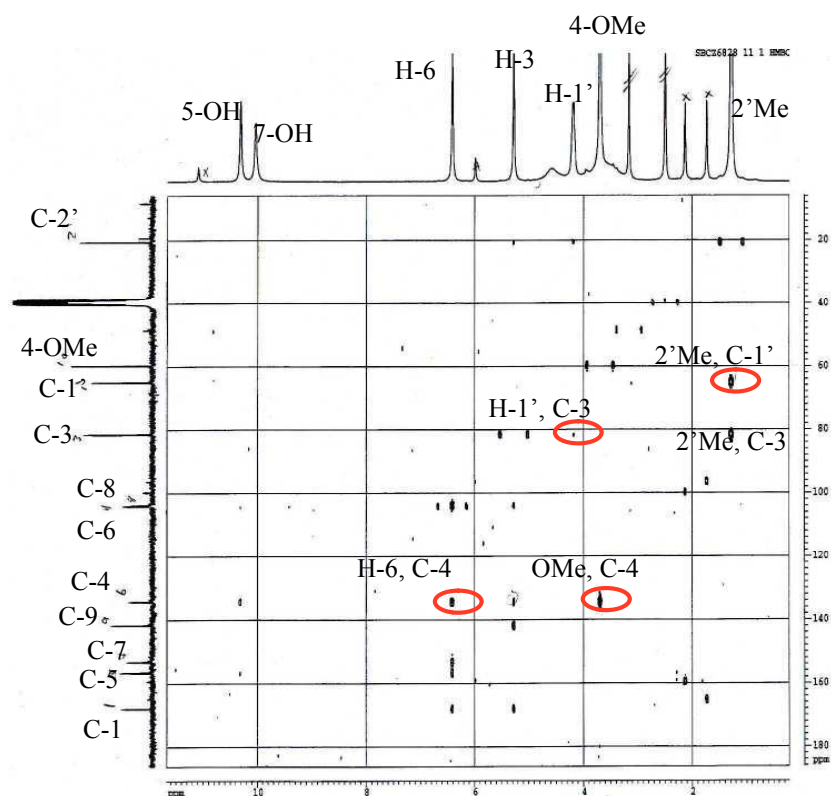 4-OMe
SBCZ6828 11 1 HMBC
H-6
H-3
H-1’
2’Me
5-OH
7-OH
x
x
x
C-2’
20
40
4-OMe
60
2’Me, C-1’
C-1’
H-1’, C-3
C-3
80
2’Me, C-3
C-8
100
C-6
120
C-4
H-6, C-4
OMe, C-4
C-9
140
C-7
C-5
160
C-1
180
ppm
ppm
10
8
6
4
2